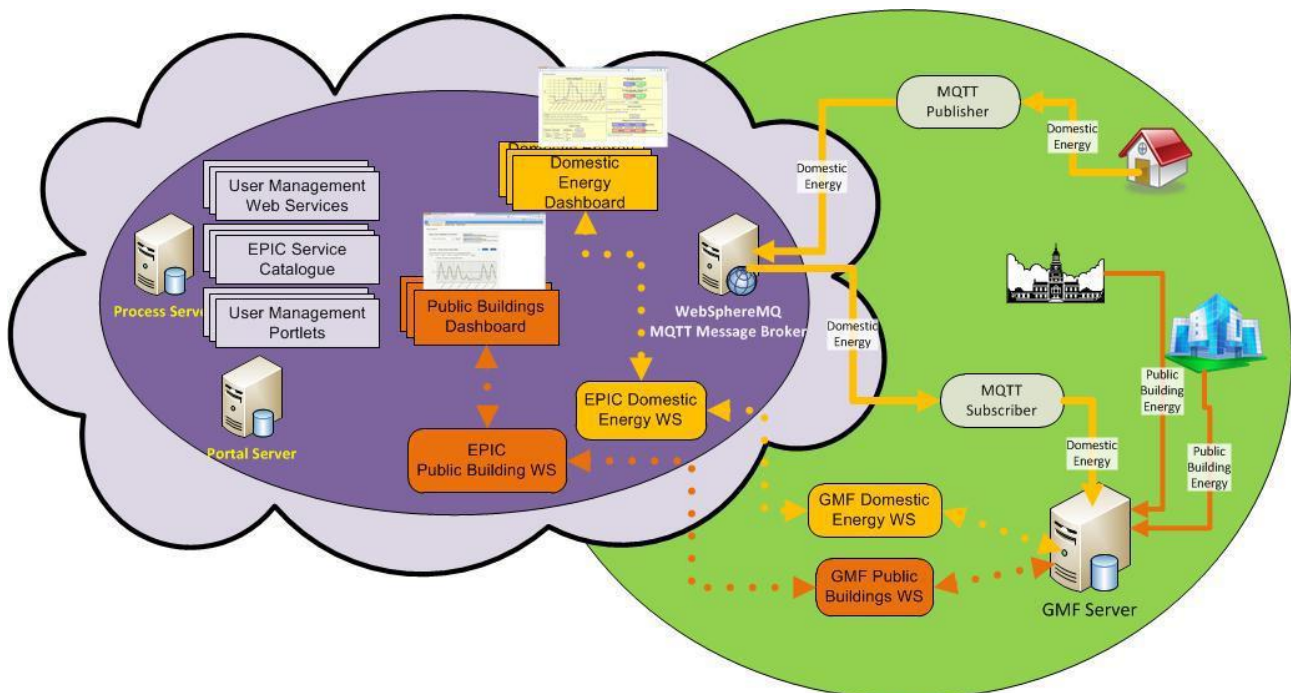 User Management
Web Services
EPIC Service
Catalogue
User Management
Portlets
Process Serv
Portal Server
Domestic
Energy
Dashboard
Public Buildings
Dashboard
WebSphereMQ
MQTT Message Broker
EPIC Domestic
Energy WS
EPIC
Public Building WS
MQTT
Publisher
Domestic
Energy
Domestic
Energy
Domestic
Energy
MQTT
Subscriber
Domestic
Energy
Public
Building
Energy
Public
Building
Energy
GMF Domestic
Energy WS
GMF Public
Buildings WS
GMF Server